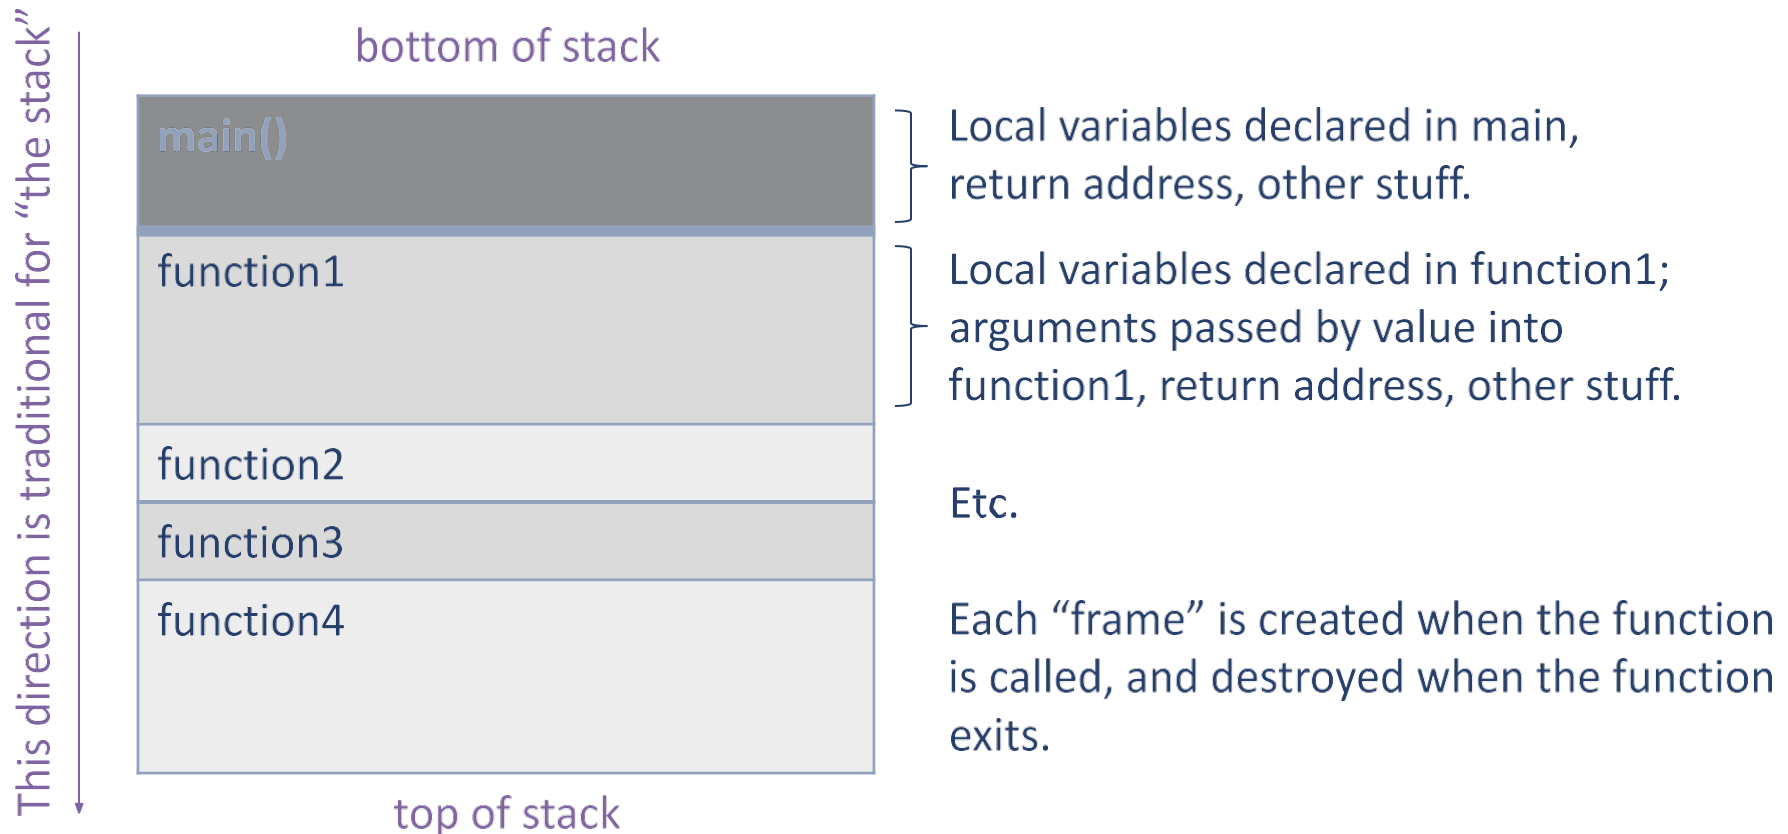 This direction is traditional for “the stack”
bottom of stack
main()
Local variables declared in main,
return address, other stuff.
function1
Local variables declared in function1;
arguments passed by value into
function1, return address, other stuff.
function2
Etc.
function3
function4
Each “frame” is created when the function
is called, and destroyed when the function
exits.
top of stack